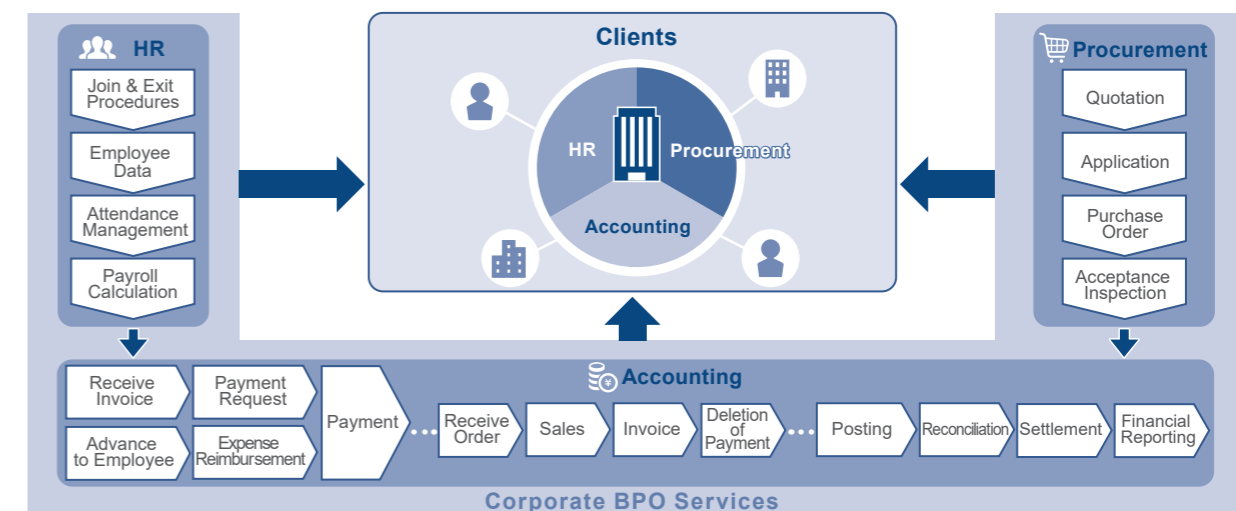 HR
Join & Exit
Procedures
Employee
Data
Attendance
Management
Payroll
Calculation
Clients
HR
Procurement
Accounting
Procurement
Quotation
Application
Purchase
Order
Acceptance
Inspection
¥
Accounting
Receive
Invoice
Payment
Request
Advance
to Employee
Expense
Reimbursement
Payment
Receive
Order
Sales
Invoice
Deletion
of
Payment
Posting
Reconciliation
Settlement
Financial
Reporting
Corporate BPO Services